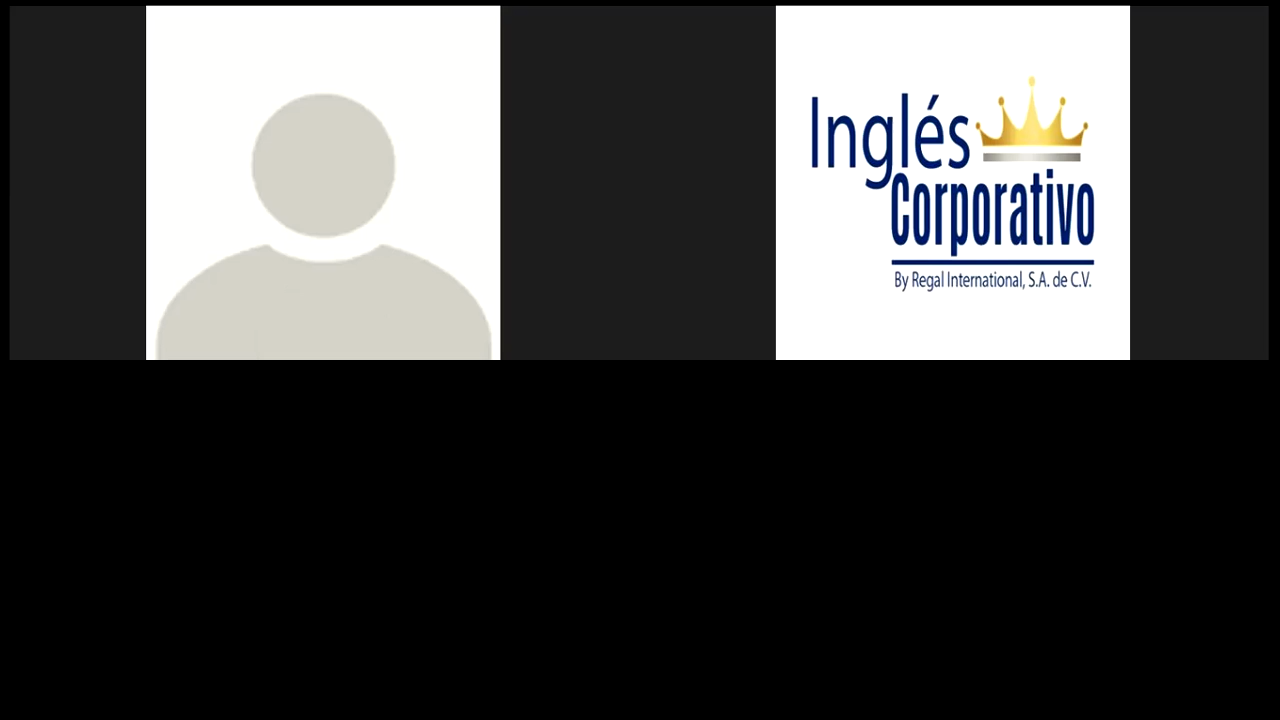 Inglés
Corporativo
By Regal International, S.A. de C.V.